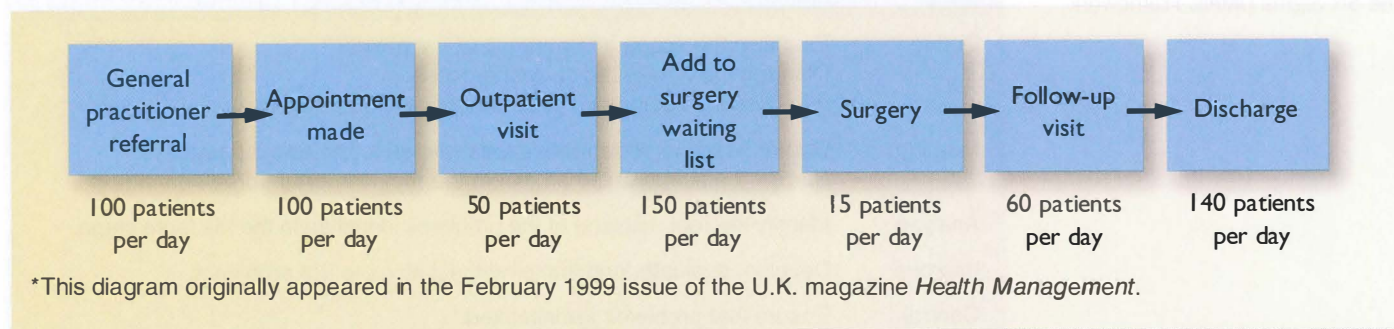 General
practitioner
referral
Appointment
made
Outpatient
visit
Add to
surgery
waiting
list
Surgery
Follow-up
visit
Discharge
100 patients
per day
100 patients
per day
50 patients
per day
150 patients
per day
15 patients
per day
60 patients
per day
140 patients
per day
*This diagram originally appeared in the February 1999 issue of the U.K. magazine Health Management.